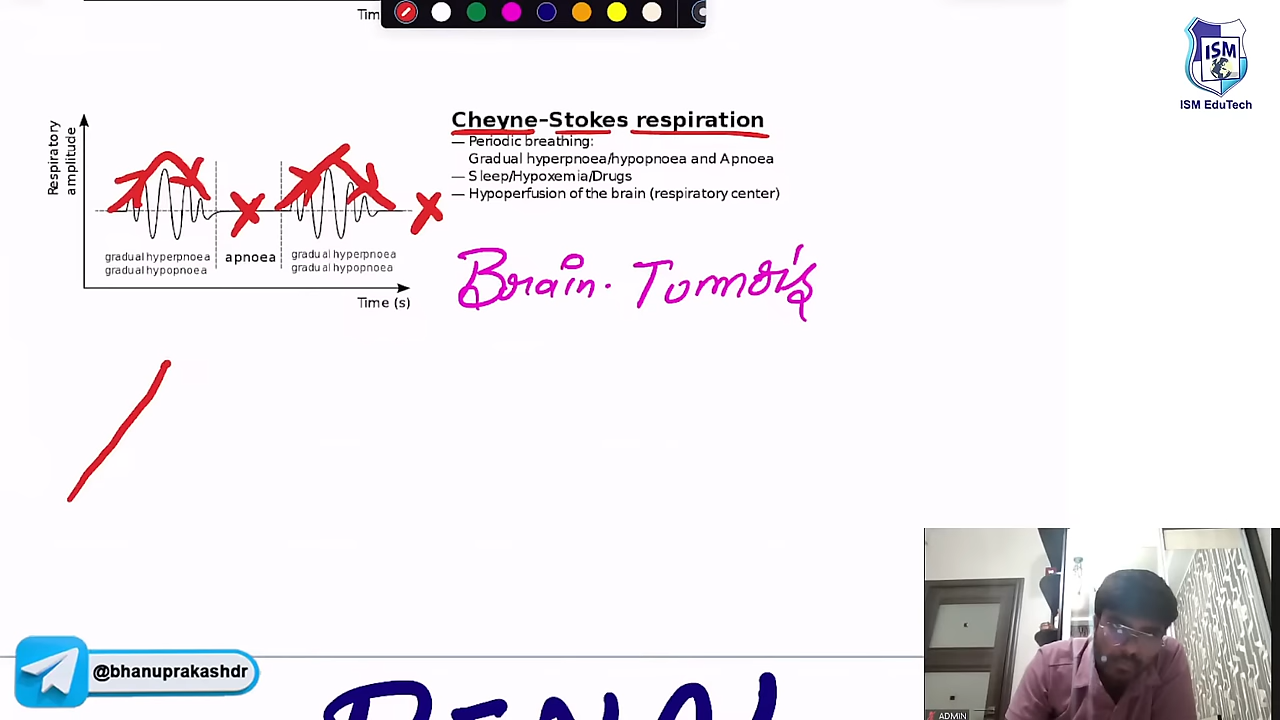 Tim
ISM
ISM EduTech
Respiratory
amplitude
Cheyne–Stokes respiration
— Periodic breathing:
Gradual hyperpnoea/hypopnoea and Apnoea
— Sleep/Hypoxemia/Drugs
— Hypoperfusion of the brain (respiratory center)
gradual hyperpnoea
gradual hypopnoea
apnoea
gradual hyperpnoea
gradual hypopnoea
Time (s)
Brain.
@bhanuprakashdr
RENAL
ADMIN